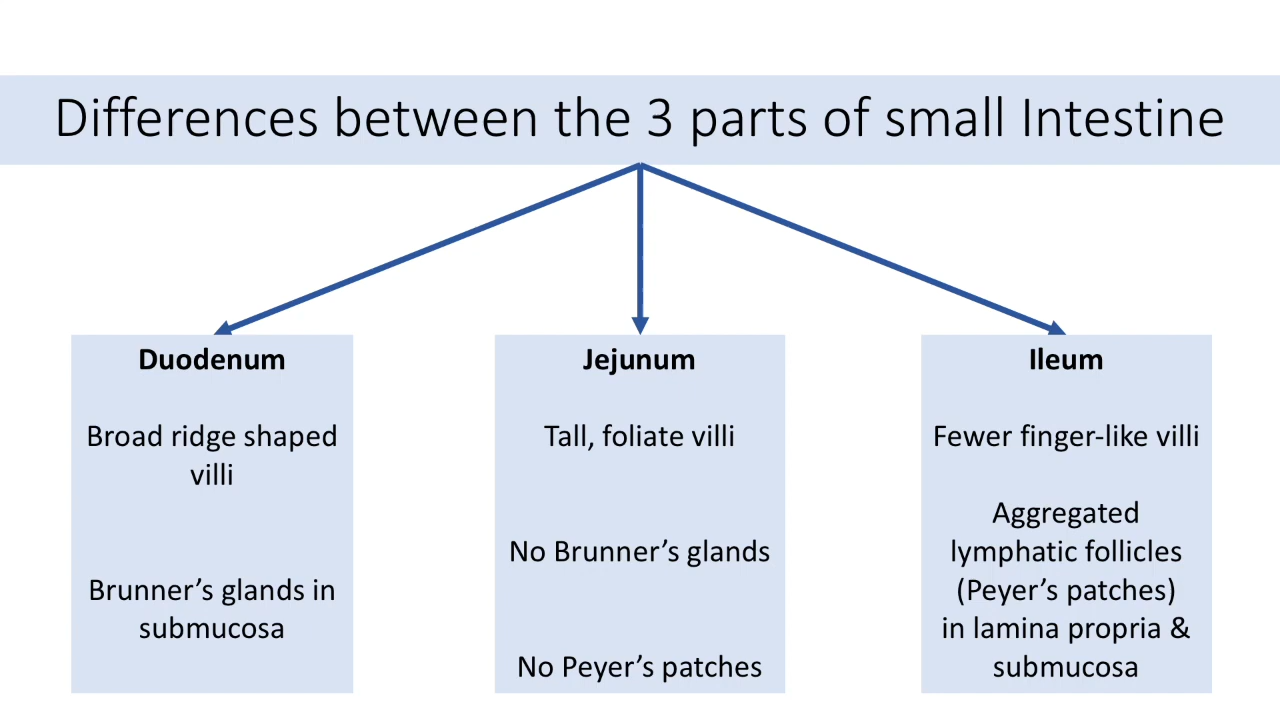 Differences between the 3 parts of small Intestine
Duodenum
Broad ridge shaped
villi
Brunner’s glands in
submucosa
Jejunum
Tall, foliate villi
No Brunner’s glands
No Peyer’s patches
Ileum
Fewer finger-like villi
Aggregated
lymphatic follicles
(Peyer’s patches)
in lamina propria &
submucosa